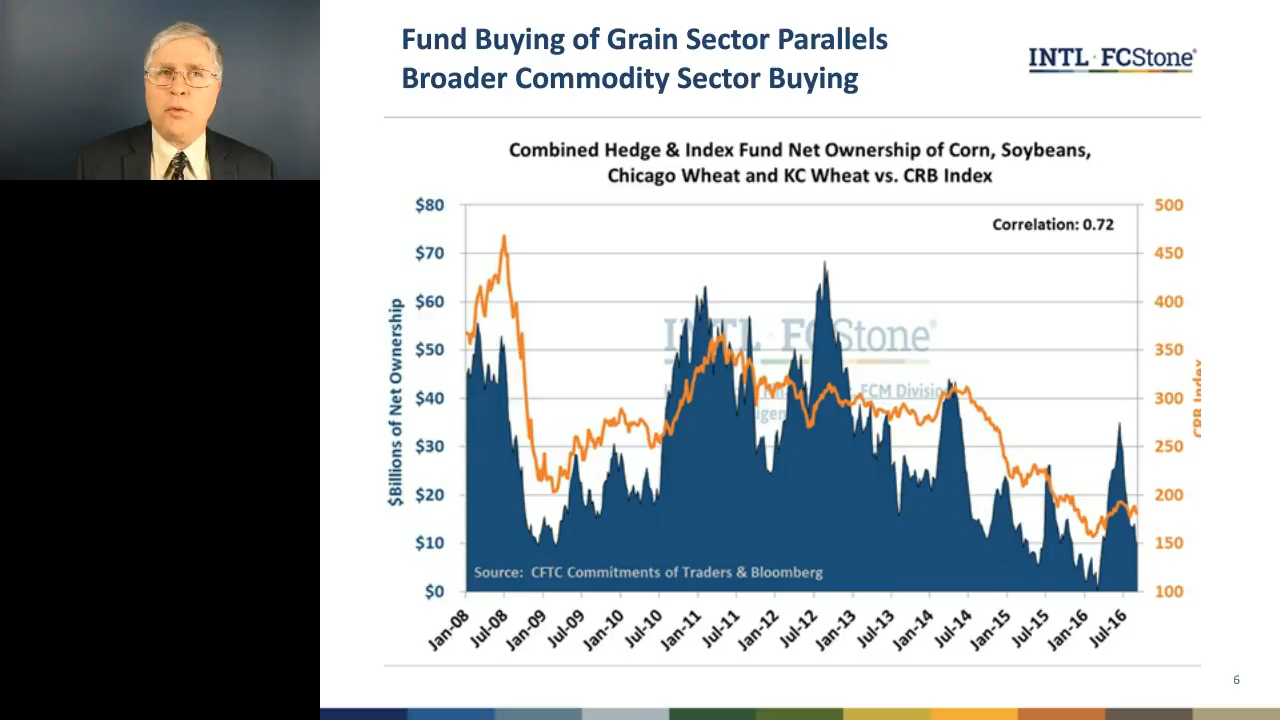 Fund Buying of Grain Sector Parallels
Broader Commodity Sector Buying
INTL FCStone®
Combined Hedge & Index Fund Net Ownership of Corn, Soybeans,
Chicago Wheat and KC Wheat vs. CRB Index
Correlation: 0.72
$Billions of Net Ownership
$80
$70
$60
$50
$40
$30
$20
$10
$0
500
450
400
350
300
250
200
150
100
CRB Index
INTL FCStone®
FCM Division
Source: CFTC Commitments of Traders & Bloomberg
Jan-08
Jul-08
Jan-09
Jul-09
Jan-10
Jul-10
Jan-11
Jul-11
Jan-12
Jul-12
Jan-13
Jul-13
Jan-14
Jul-14
Jan-15
Jul-15
Jan-16
Jul-16
6